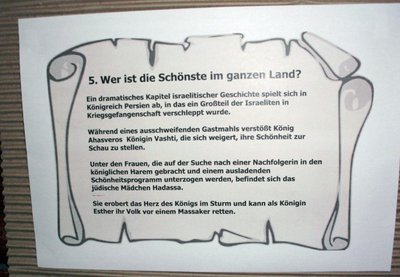 5. Wer ist die Schönste im ganzen Land?
Ein dramatisches Kapitel israelitischer Geschichte spielt sich in
Königreich Persien ab, in das ein Großteil der Israeliten in
Kriegsgefangenschaft verschleppt wurde.
Während eines ausschweifenden Gastmahls verstößt König
Ahasveros Königin Vashti, die sich weigert, ihre Schönheit zur
Schau zu stellen.
Unter den Frauen, die auf der Suche nach einer Nachfolgerin in den
königlichen Harem gebracht und einem ausladenden
Schönheitsprogramm unterzogen werden, befindet sich das
jüdische Mädchen Hadassa.
Sie erobert das Herz des Königs im Sturm und kann als Königin
Esther ihr Volk vor einem Massaker retten.